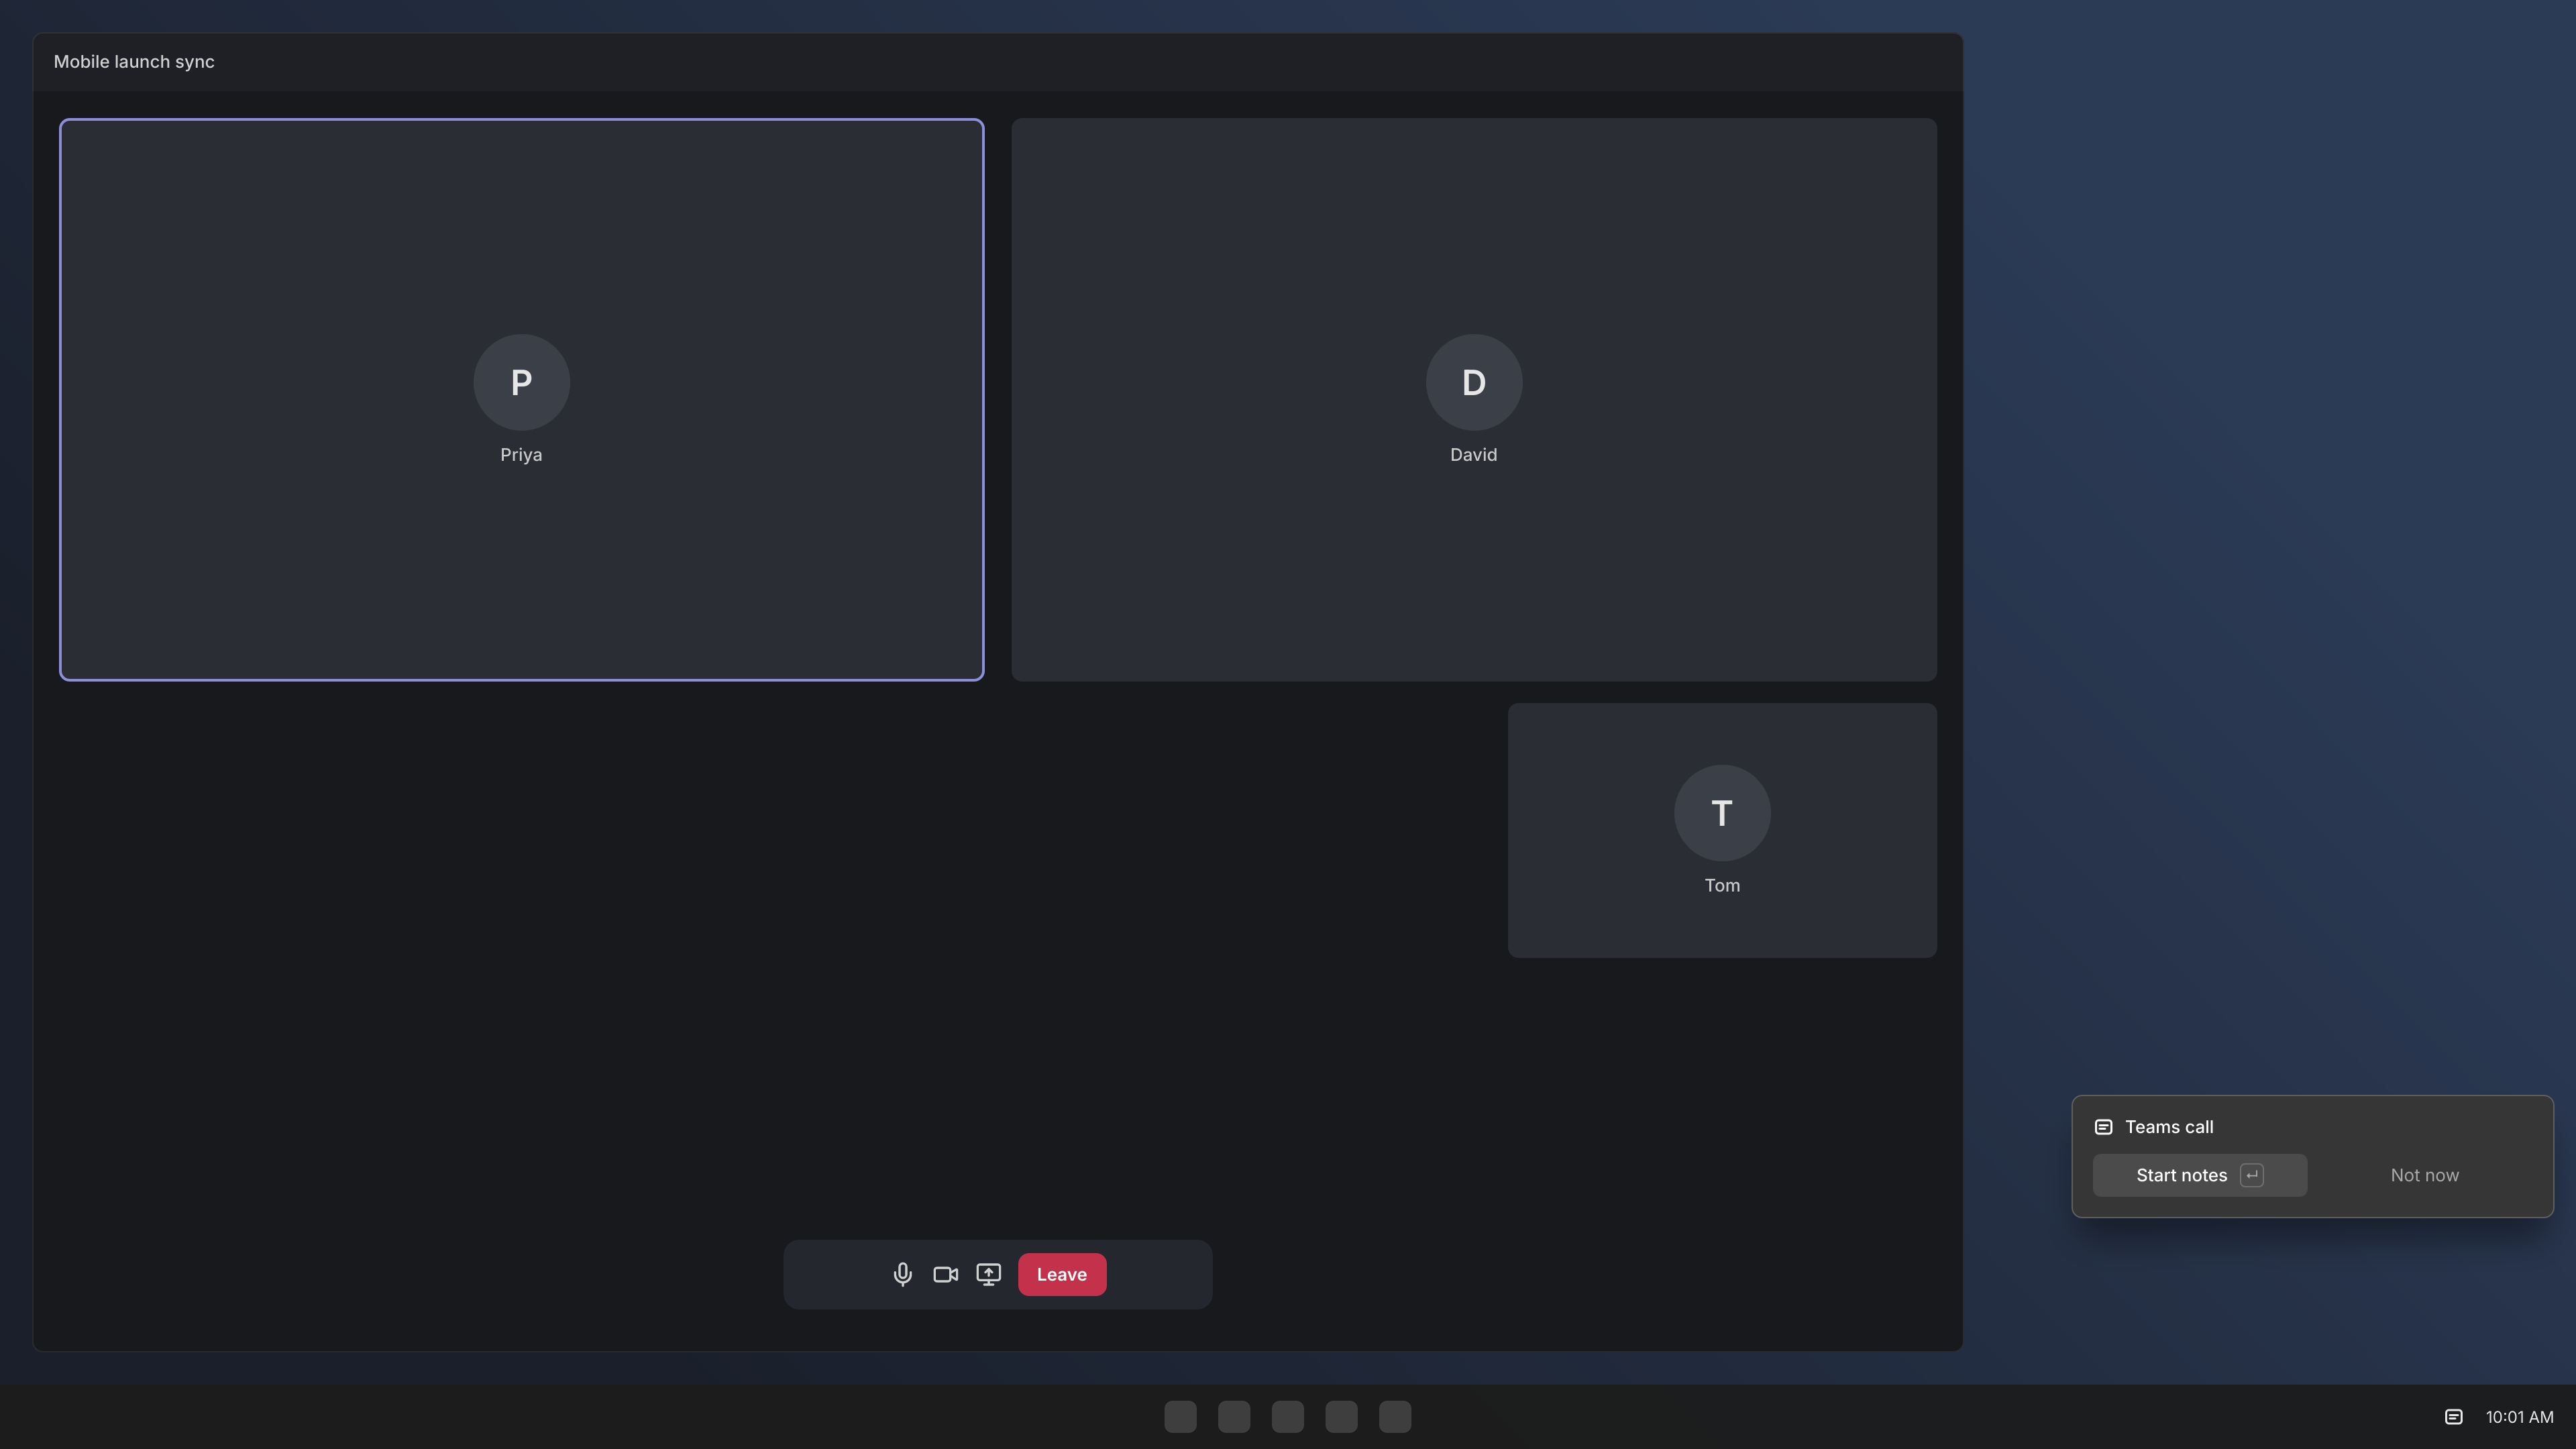 Mobile launch sync
P
Priya
D
David
T
Tom
Teams call
Start notes
Not now
Leave
10:01 AM